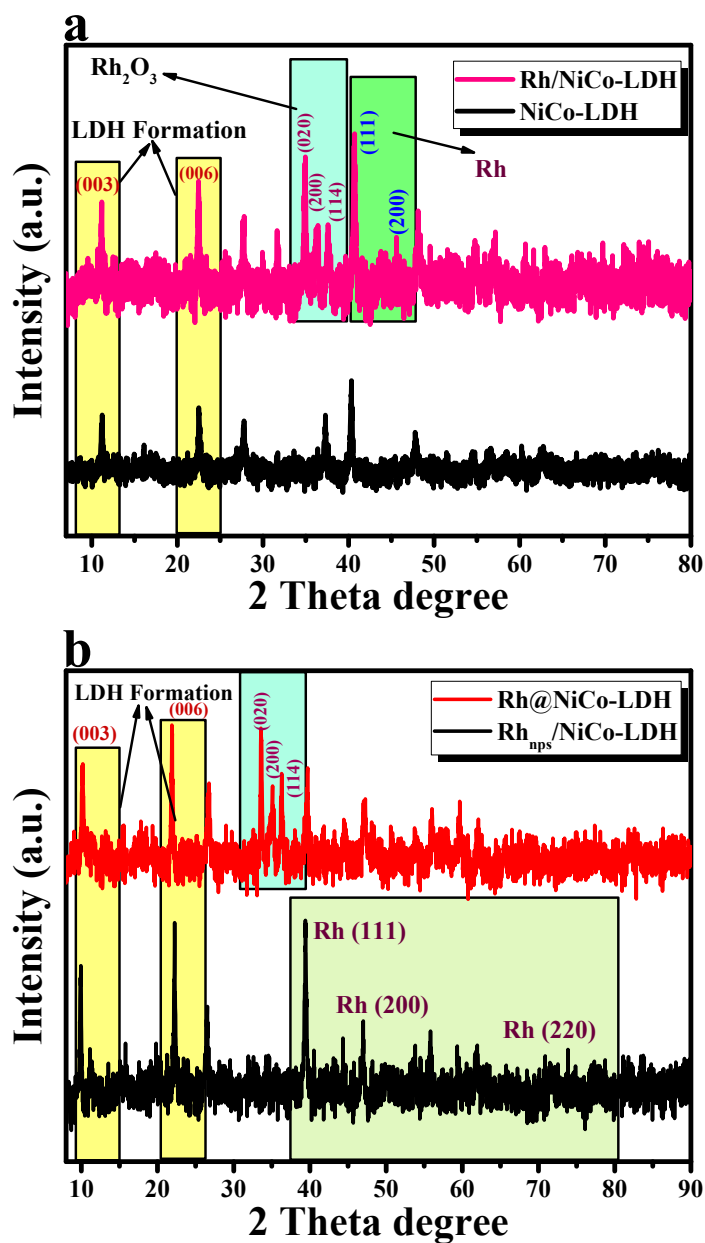 a
Rh₂O₃
Rh/NiCo-LDH
NiCo-LDH
LDH Formation
(003)
(006)
(020)
(200)
(114)
(111)
(200)
Rh
Intensity (a.u.)
10 20 30 40 50 60 70 80
2 Theta degree
b
LDH Formation
Rh@NiCo-LDH
Rhₙₚₛ/NiCo-LDH
(003)
(006)
(020)
(200)
(114)
Rh (111)
Rh (200)
Rh (220)
Intensity (a.u.)
10 20 30 40 50 60 70 80 90
2 Theta degree